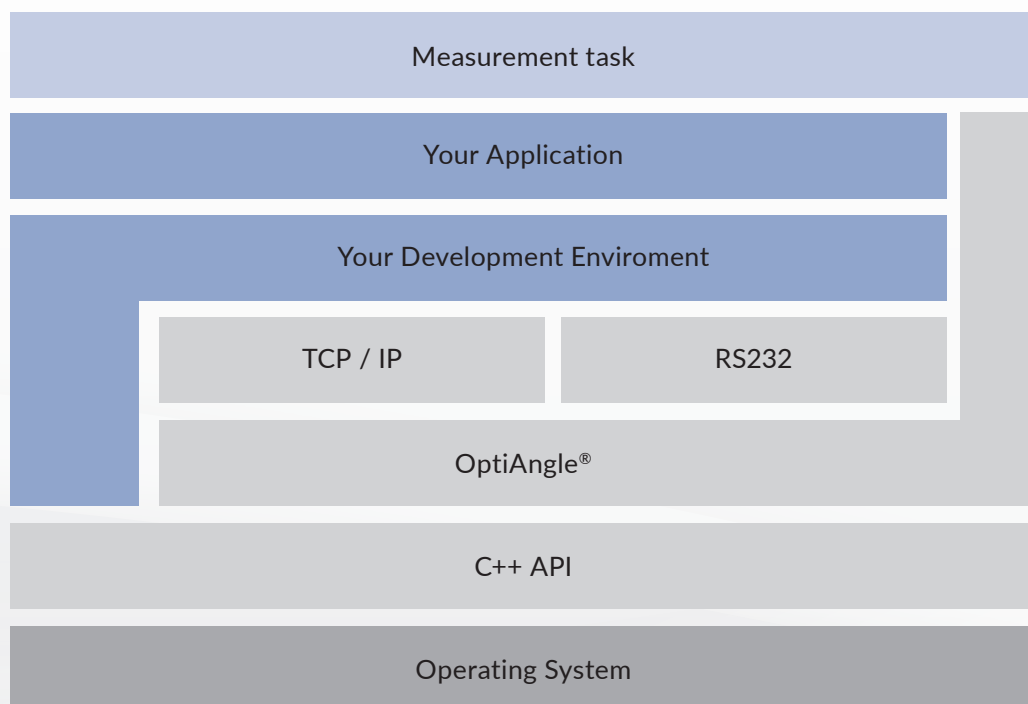 Measurement task
Your Application
Your Development Enviroment
TCP / IP
RS232
OptiAngle®
C++ API
Operating System